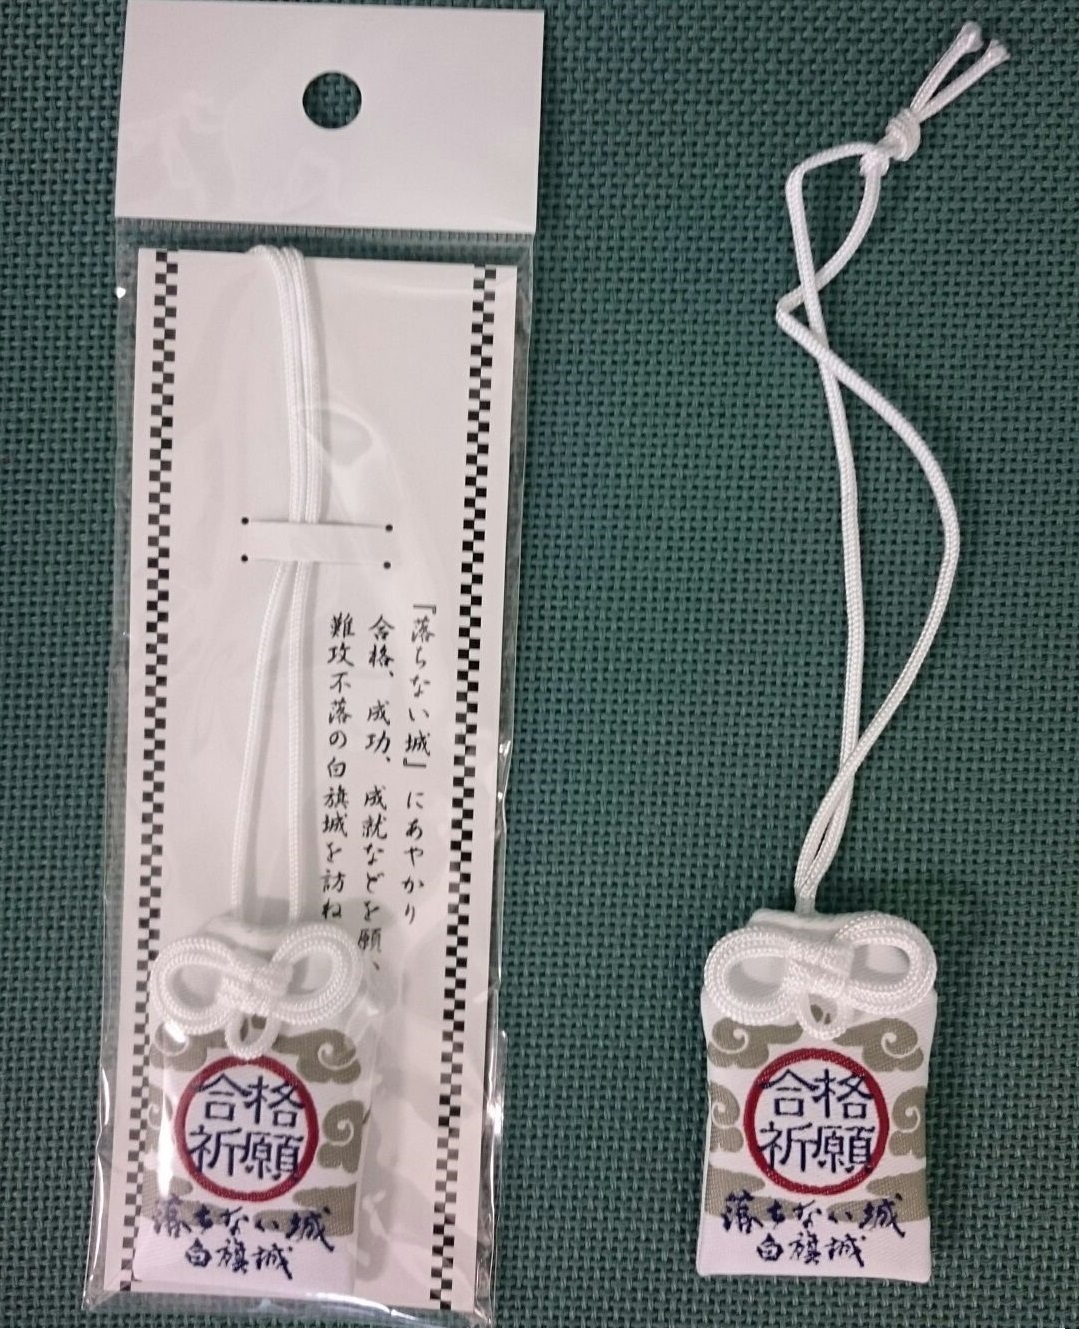 『落ちない城』にあやかり
合格、成功、成就などを願、
難攻不落の白旗城を訪ね
合格
祈願
落ちない城
白旗城
合格
祈願
落ちない城
白旗城